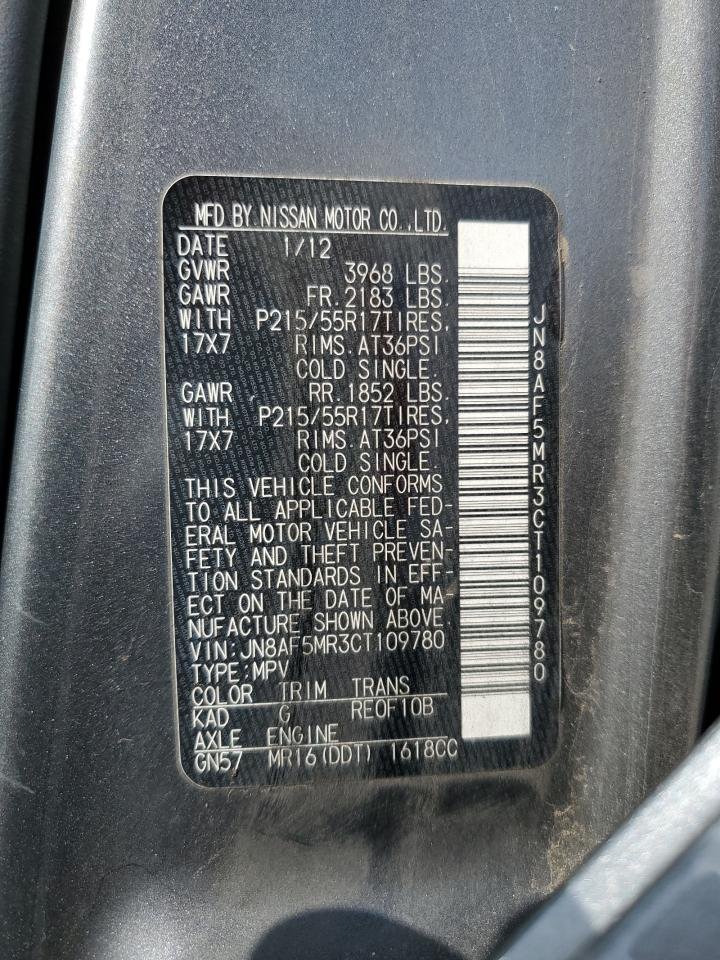 MFD BY NISSAN MOTOR CO.,LTD.
DATE 1/12
GVWR 3968 LBS.
GAWR FR.2183 LBS.
WITH P215/55R17TIRES,
17X7 RIMS.AT36PSI
COLD SINGLE.
GAWR RR.1852 LBS.
WITH P215/55R17TIRES,
17X7 RIMS.AT36PSI
COLD SINGLE.
THIS VEHICLE CONFORMS
TO ALL APPLICABLE FED-
ERAL MOTOR VEHICLE SA-
FETY AND THEFT PREVEN-
TION STANDARDS IN EFF-
ECT ON THE DATE OF MA-
NUFACTURE SHOWN ABOVE.
VIN:JN8AF5MR3CT109780
TYPE:MPV
COLOR TRIM TRANS
KAD G REOF10B
AXLE ENGINE
GN57 MR16(DDT) 1618CC
JN8AF5MR3CT109780